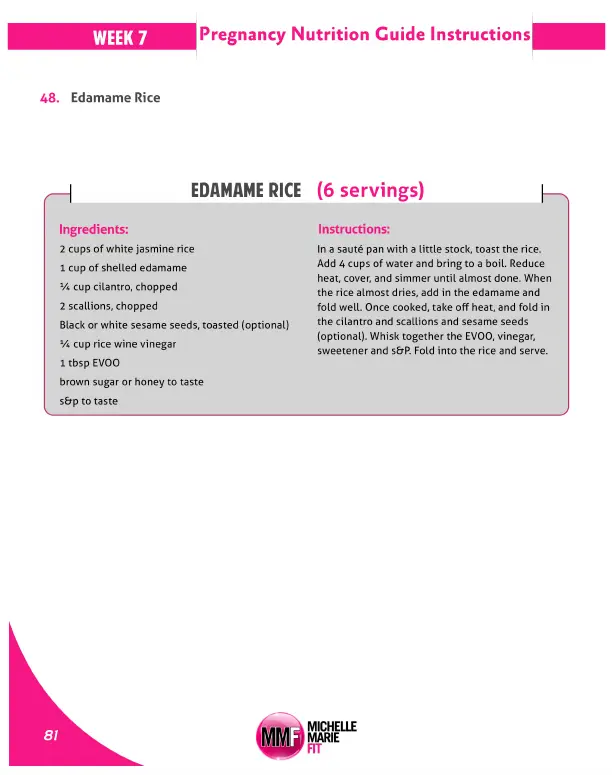 WEEK 7
Pregnancy Nutrition Guide Instructions
48. Edamame Rice
EDAMAME RICE (6 servings)
Ingredients:
2 cups of white jasmine rice
1 cup of shelled edamame
¼ cup cilantro, chopped
2 scallions, chopped
Black or white sesame seeds, toasted (optional)
¼ cup rice wine vinegar
1 tbsp EVOO
brown sugar or honey to taste
s&p to taste
Instructions:
In a sauté pan with a little stock, toast the rice.
Add 4 cups of water and bring to a boil. Reduce
heat, cover, and simmer until almost done. When
the rice almost dries, add in the edamame and
fold well. Once cooked, take off heat, and fold in
the cilantro and scallions and sesame seeds
(optional). Whisk together the EVOO, vinegar,
sweetener and s&P. Fold into the rice and serve.
81
MMF
MICHELLE
MARIE
FIT